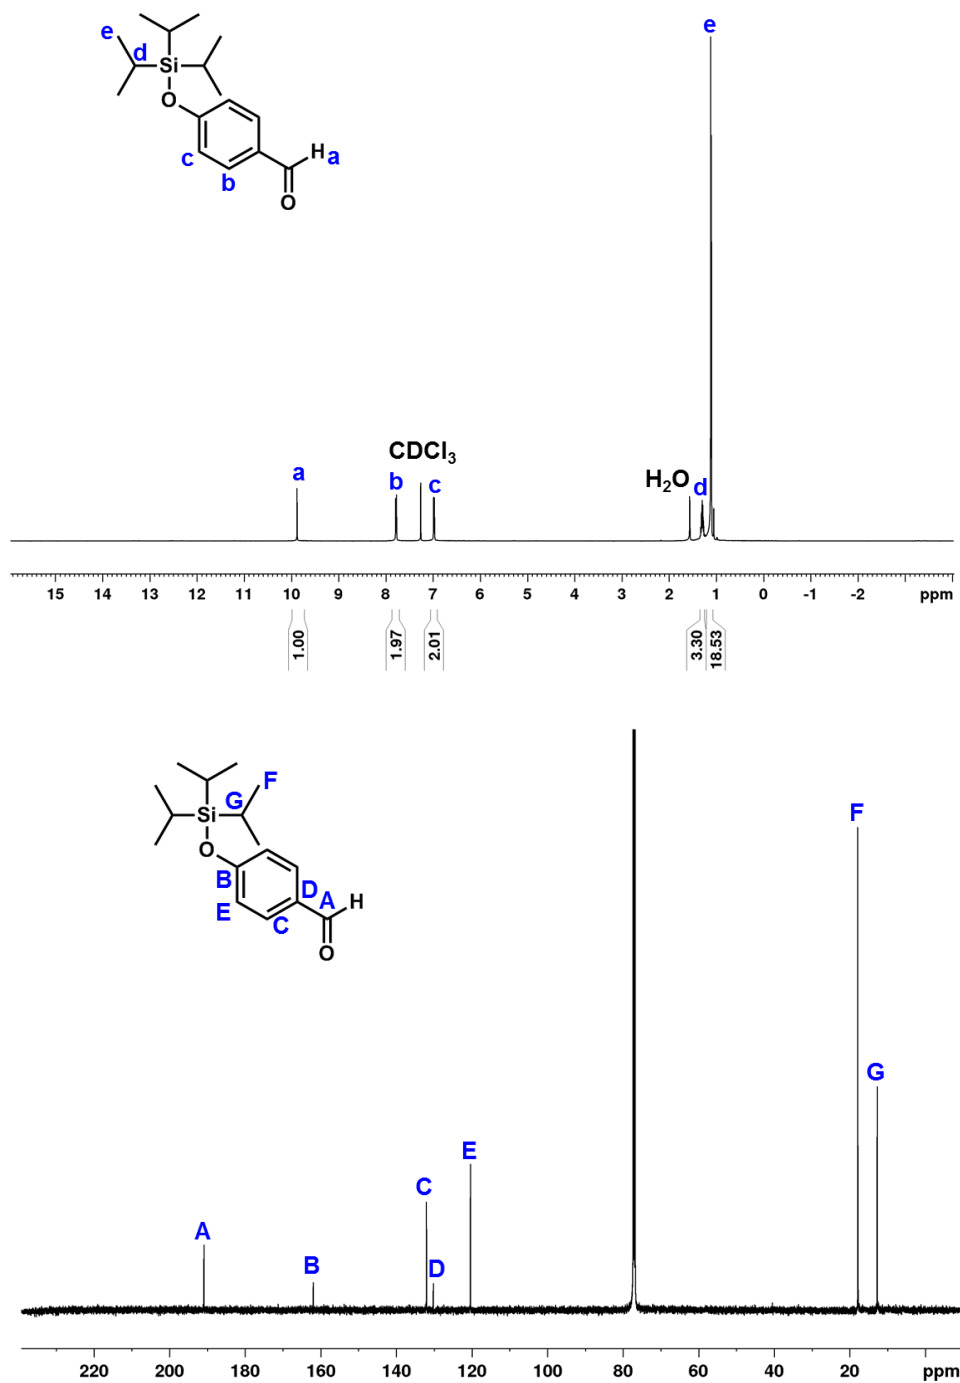 e
d
Si
O
c
b
H a
O
e
a
b
CDCl3
c
H2O
d
15 14 13 12 11 10 9 8 7 6 5 4 3 2 1 0 -1 -2 ppm
1.00
1.97
2.01
3.30
18.53
F
G
Si
O
B
D
A
H
E
C
O
A
B
C
D
E
F
G
220 200 180 160 140 120 100 80 60 40 20 ppm